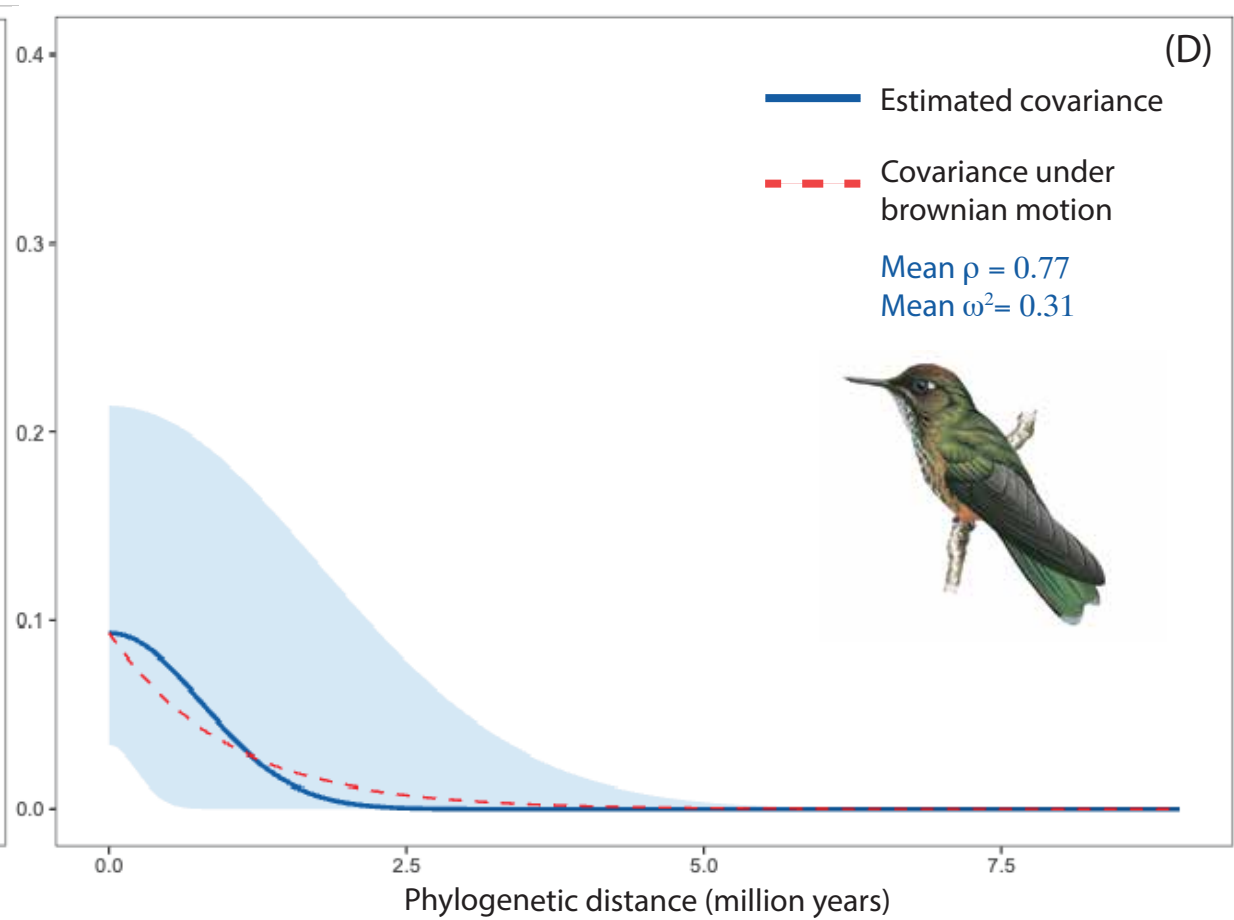 (D)
0.4
0.3
0.2
0.1
0.0
Estimated covariance
Covariance under
brownian motion
Mean ρ = 0.77
Mean ω²= 0.31
0.0 2.5 5.0 7.5
Phylogenetic distance (million years)